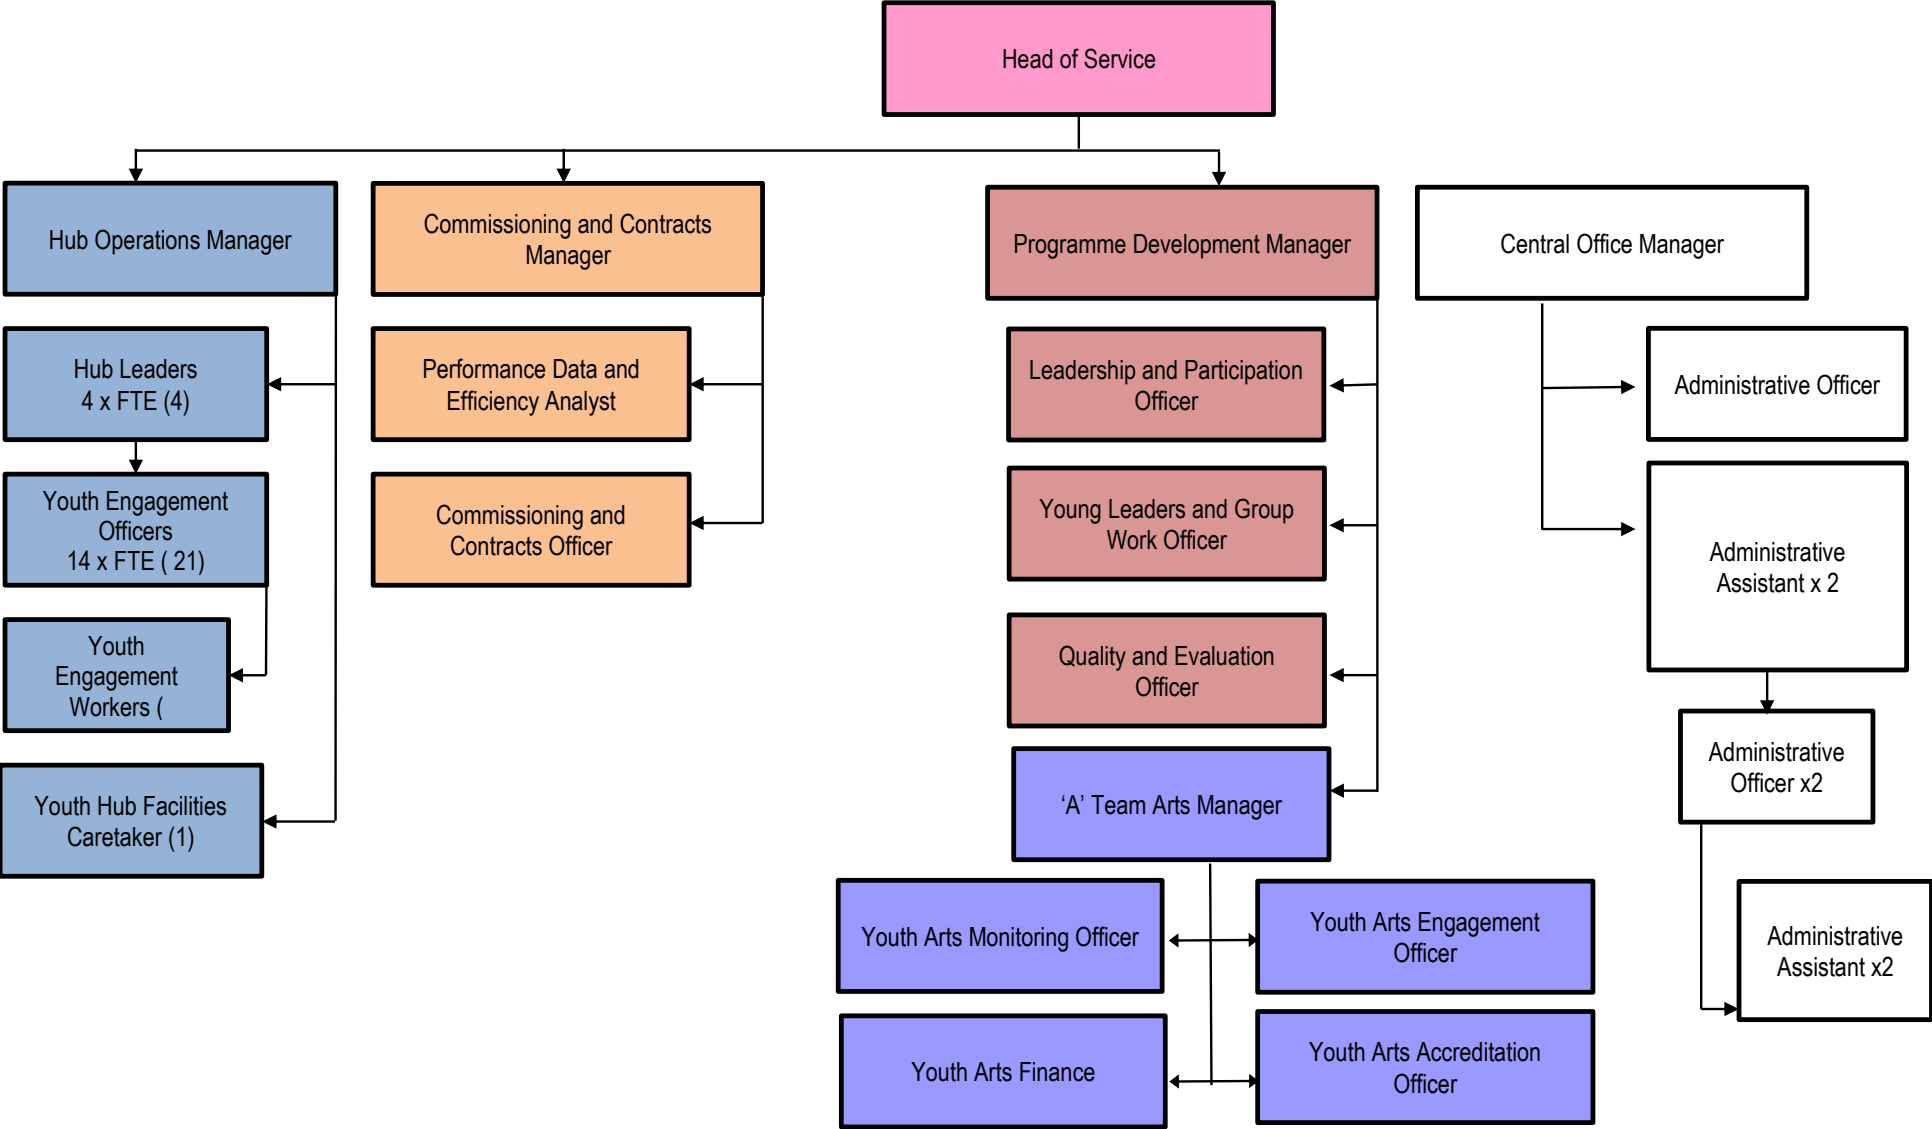 Head of Service
Hub Operations Manager
Commissioning and Contracts
Manager
Programme Development Manager
Central Office Manager
Hub Leaders
4 x FTE (4)
Performance Data and
Efficiency Analyst
Leadership and Participation
Officer
Administrative Officer
Youth Engagement
Officers
14 x FTE ( 21)
Commissioning and
Contracts Officer
Young Leaders and Group
Work Officer
Administrative
Assistant x 2
Youth
Engagement
Workers (
Quality and Evaluation
Officer
Administrative
Officer x2
Youth Hub Facilities
Caretaker (1)
‘A’ Team Arts Manager
Youth Arts Monitoring Officer
Youth Arts Engagement
Officer
Administrative
Assistant x2
Youth Arts Finance
Youth Arts Accreditation
Officer